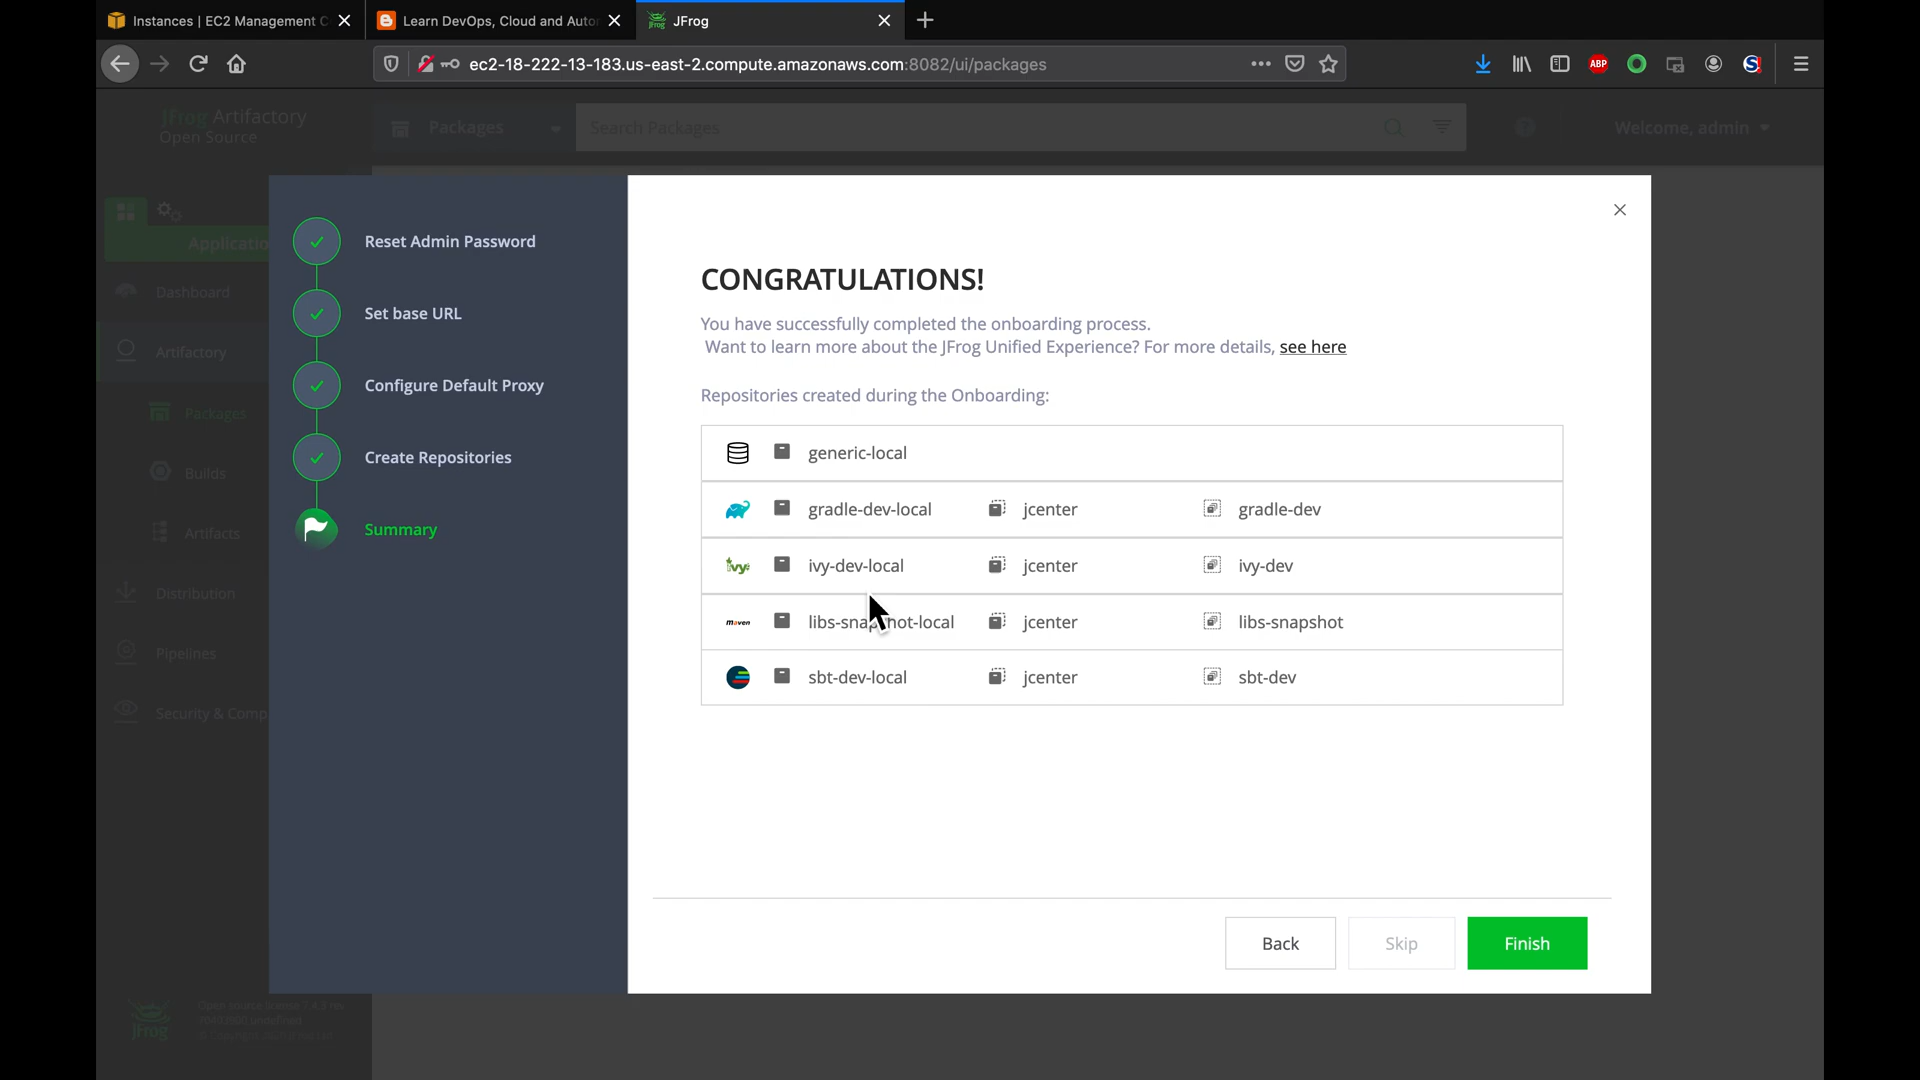 Instances | EC2 Management C
Learn DevOps, Cloud and Auto
JFrog
ec2-18-222-13-183.us-east-2.compute.amazonaws.com:8082/ui/packages
ABP
S
JFrog Artifactory
Open Source
Packages
Search Packages
Welcome, admin
Applicatio
Dashboard
Artifactory
Packages
Builds
Artifacts
Distribution
Pipelines
Security & Comp
JFrog
Reset Admin Password
Set base URL
Configure Default Proxy
Create Repositories
Summary
CONGRATULATIONS!
You have successfully completed the onboarding process.
Want to learn more about the JFrog Unified Experience? For more details, see here
Repositories created during the Onboarding:
generic-local
gradle-dev-local jcenter gradle-dev
ivy ivy-dev-local jcenter ivy-dev
maven libs-snapshot-local jcenter libs-snapshot
sbt-dev-local jcenter sbt-dev
Back Skip Finish